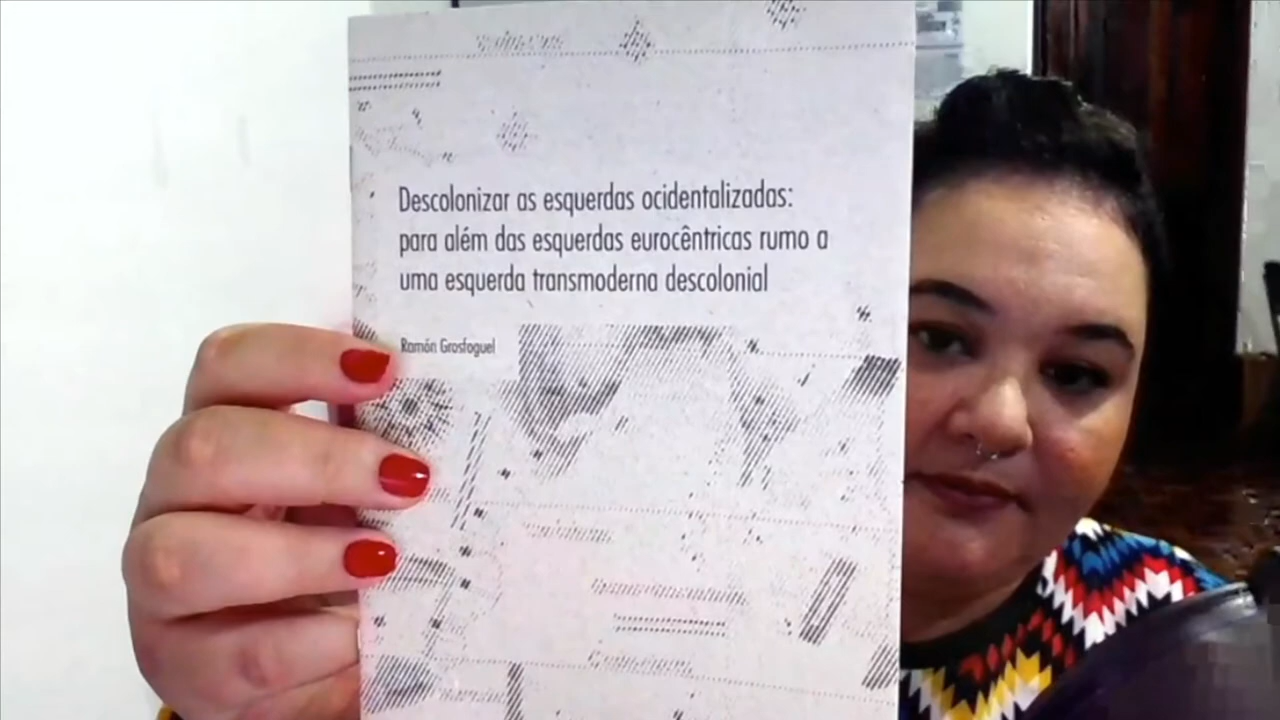 Descolonizar as esquerdas ocidentalizadas:
para além das esquerdas eurocêntricas rumo a
uma esquerda transmoderna descolonial
Ramón Grosfoguel